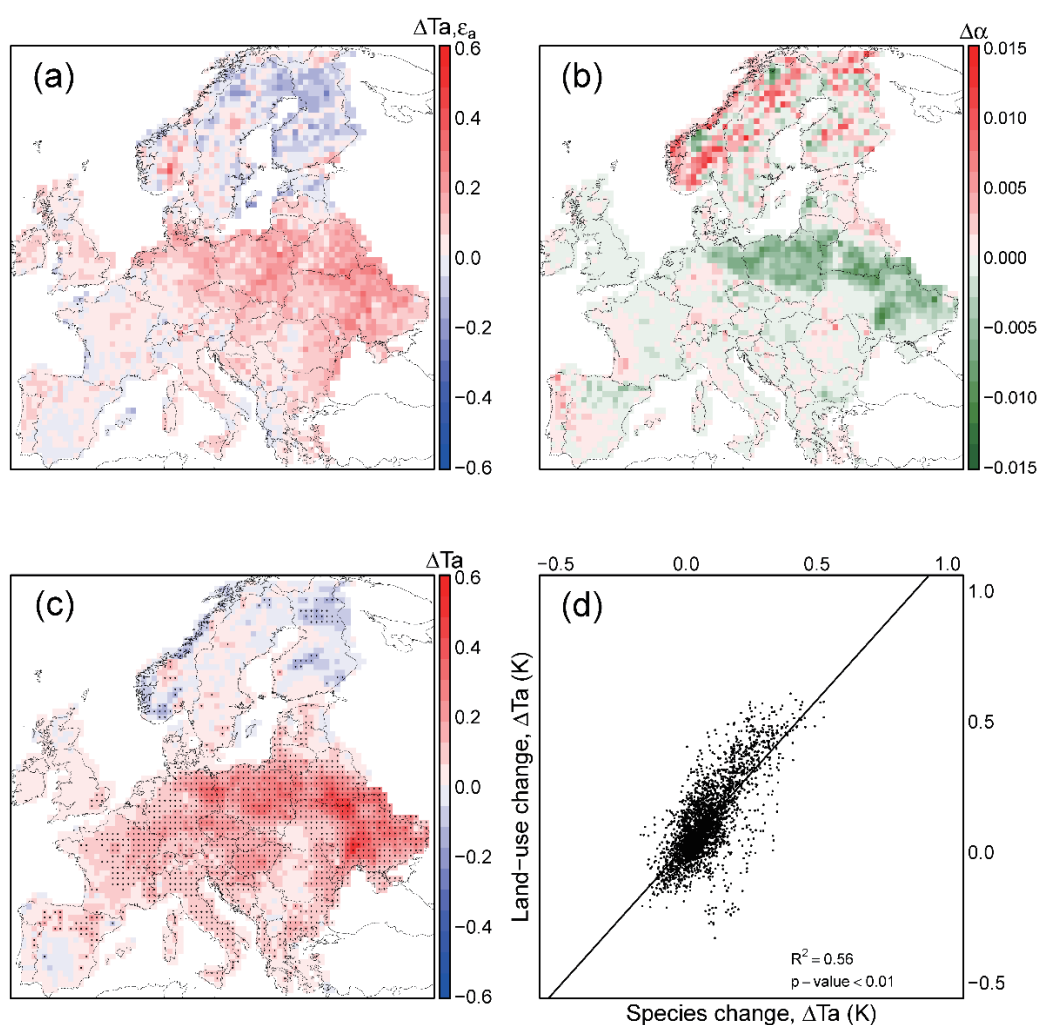 (a)
ΔTa,εa
0.6
0.4
0.2
0.0
−0.2
−0.4
−0.6
(b)
Δα
0.015
0.010
0.005
0.000
−0.005
−0.010
−0.015
(c)
ΔTa
0.6
0.4
0.2
0.0
−0.2
−0.4
−0.6
(d)
−0.5 0.0 0.5 1.0
1.0
0.5
0.0
−0.5
Land−use change, ΔTa (K)
R² = 0.56
p − value < 0.01
Species change, ΔTa (K)